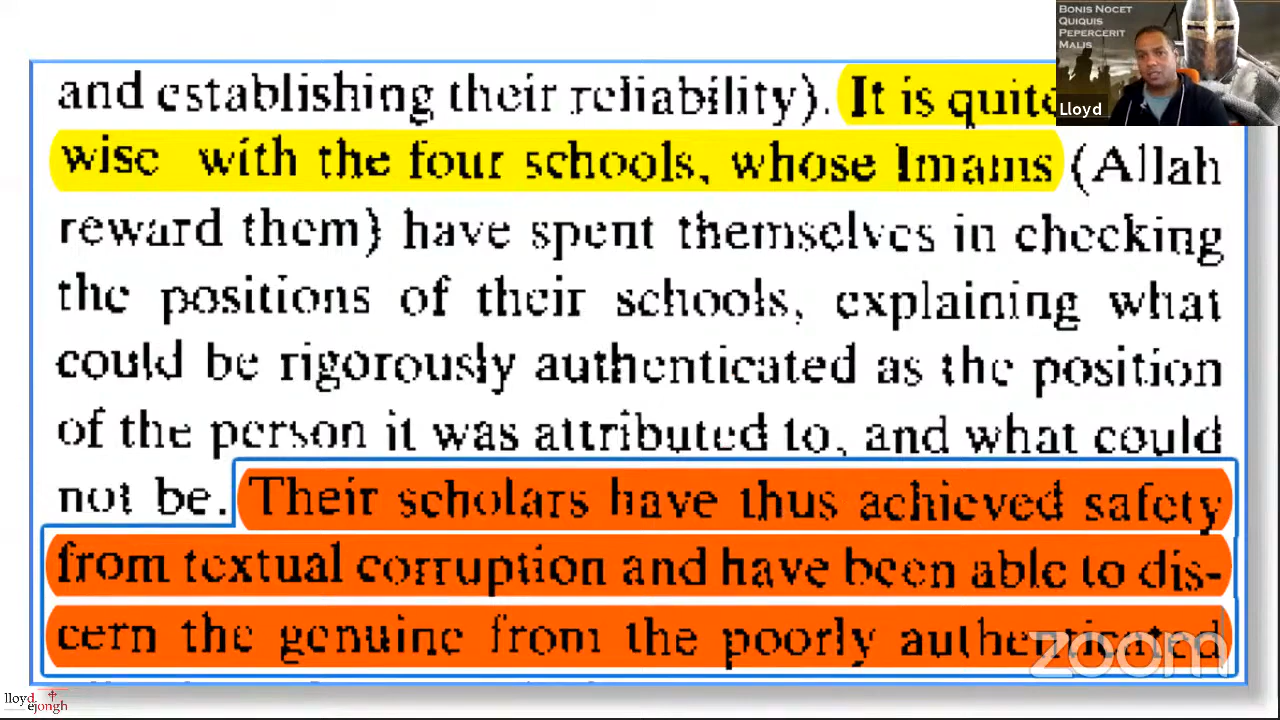 BONIS NOCET
QUIQUIS
PEPERCERIT
MALIS
Lloyd
and establishing their reliability). It is quite
wise with the four schools, whose Imams (Allah
reward them) have spent themselves in checking
the positions of their schools, explaining what
could be rigorously authenticated as the position
of the person it was attributed to, and what could
not be. Their scholars have thus achieved safety
from textual corruption and have been able to dis-
cern the genuine from the poorly authenticated
zoom
lloyd
ejongh